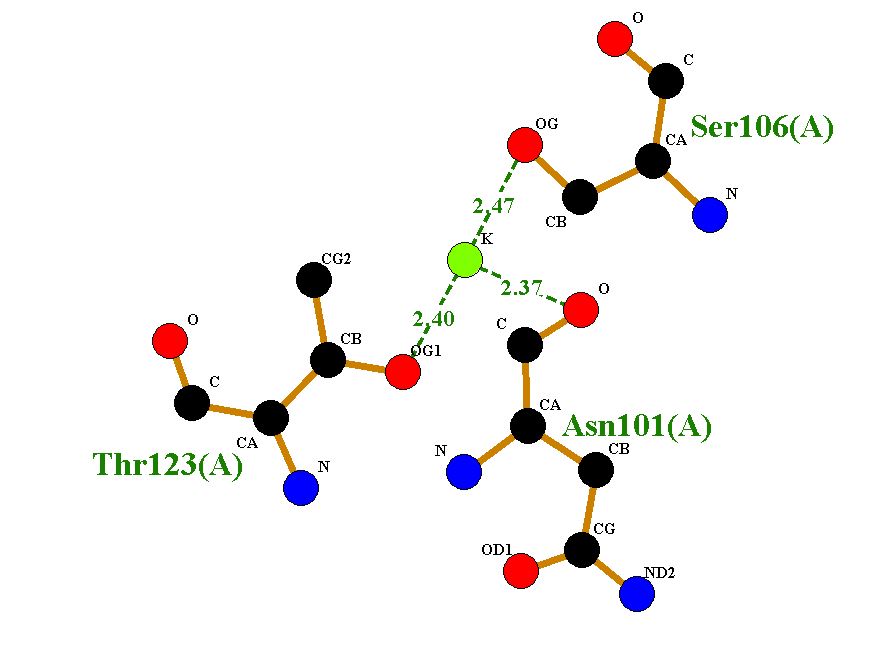 O
C
Ser106(A)
OG
CA
N
CB
2.47
K
CG2
2.37
O
O
2.40
C
CB
OG1
C
CA
CA
Asn101(A)
Thr123(A)
N
N
CB
CG
OD1
ND2